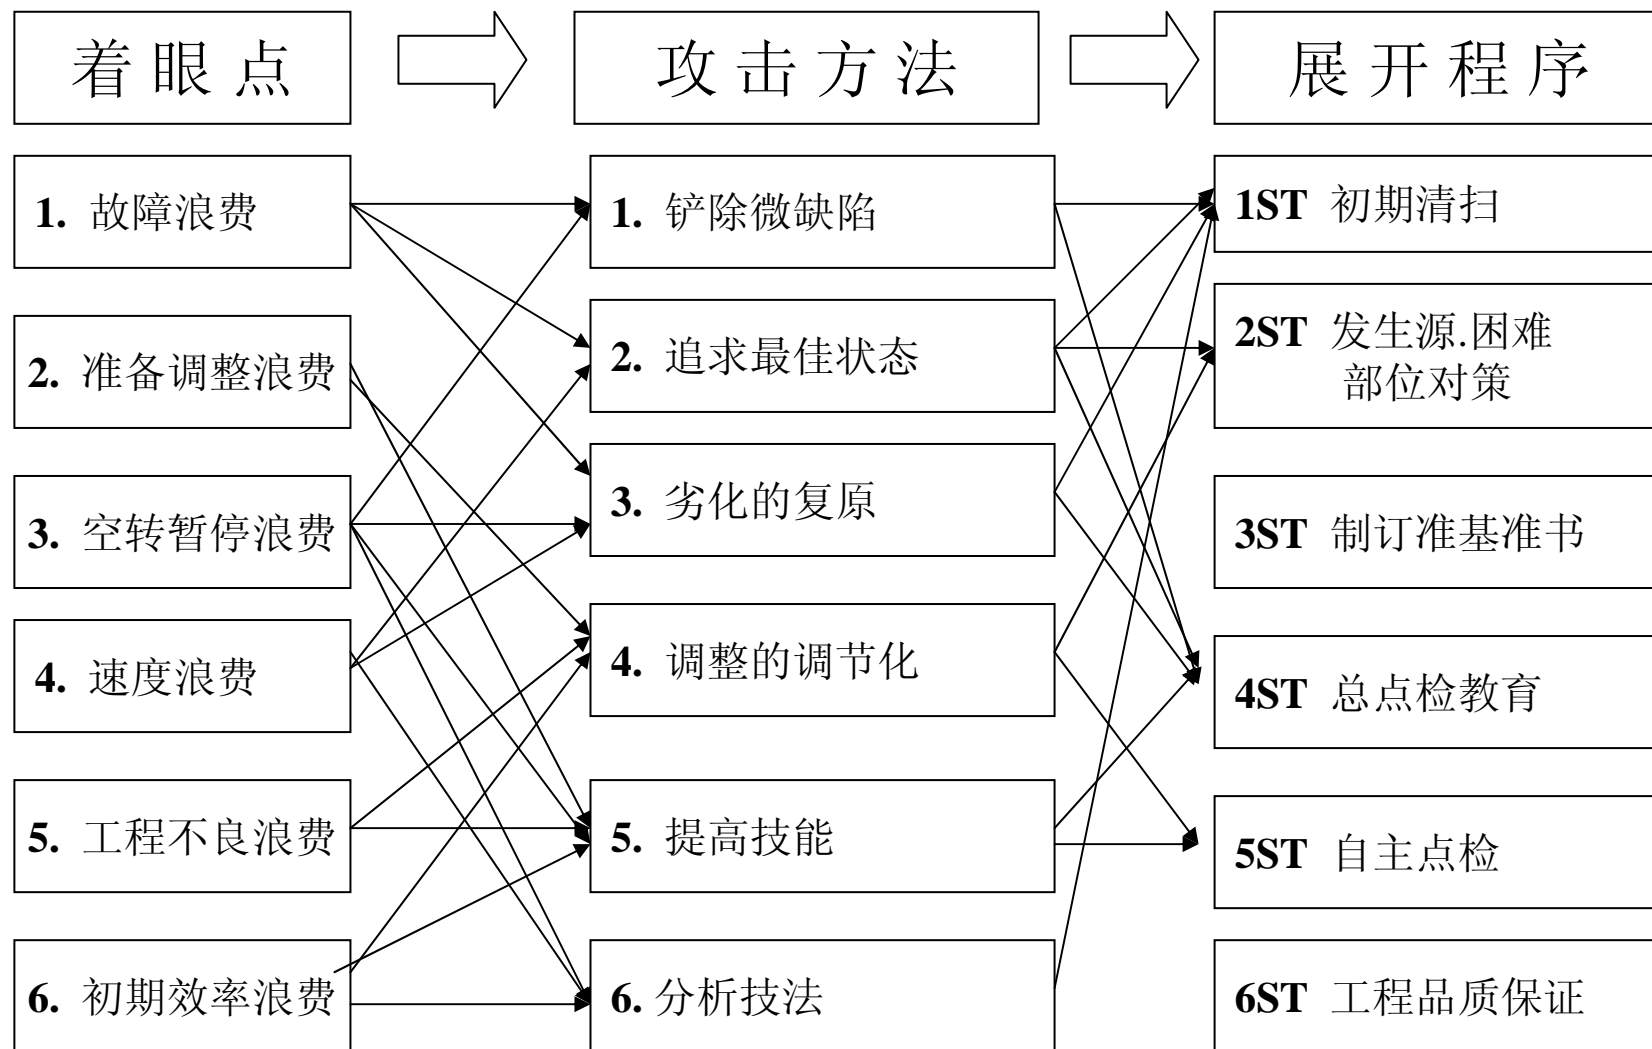 着眼点
攻击方法
展开程序
1. 故障浪费
2. 准备调整浪费
3. 空转暂停浪费
4. 速度浪费
5. 工程不良浪费
6. 初期效率浪费
1. 铲除微缺陷
2. 追求最佳状态
3. 劣化的复原
4. 调整的调节化
5. 提高技能
6. 分析技法
1ST 初期清扫
2ST 发生源.困难
部位对策
3ST 制订准基准书
4ST 总点检教育
5ST 自主点检
6ST 工程品质保证